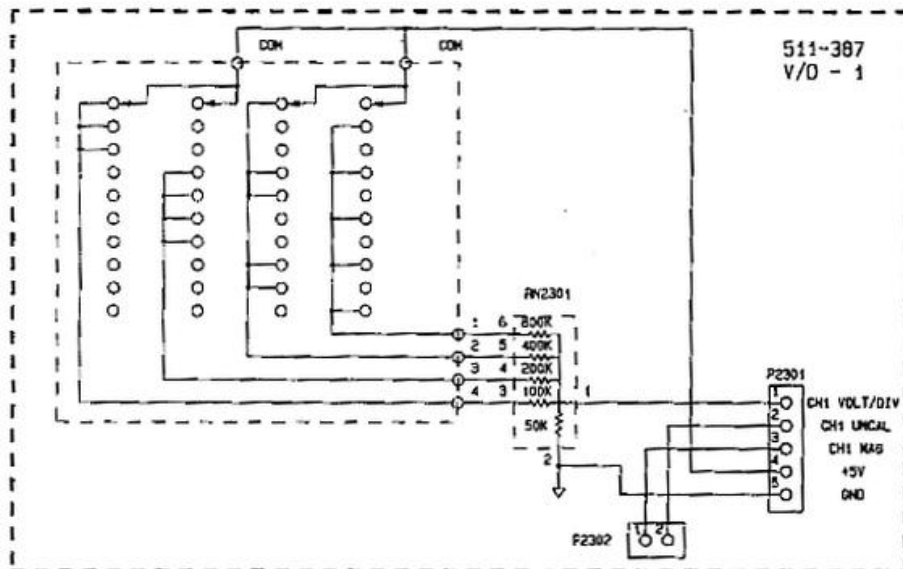 COM
COM
511-387
V/D - 1
RN2301
1 6 800K
2 5 400K
3 4 200K
4 3 100K
1
50K
2
P2301
1 CH1 VOLT/DIV
2 CH1 UNCAL
3 CH1 MAG
4 +5V
5 GND
P2302
1 2